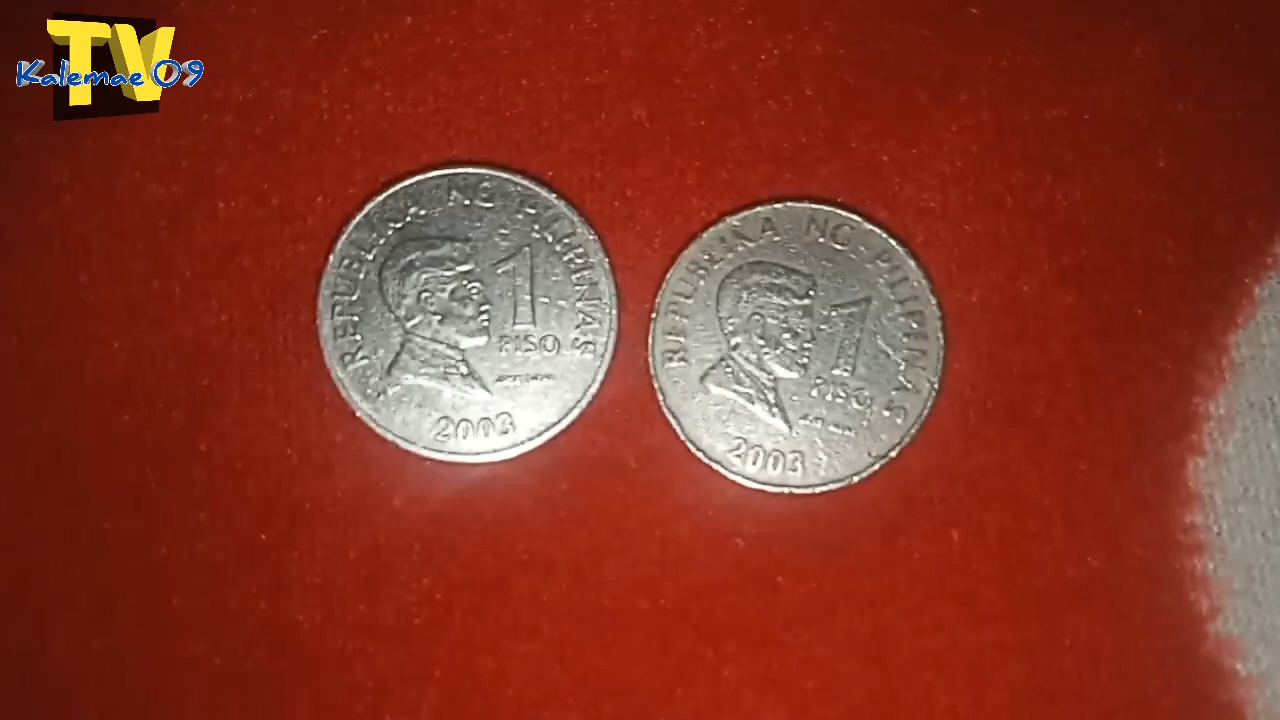 TV
Kalemae 09
REPUBLIKA NG PILIPINAS
1
PISO
2003
REPUBLIKA NG PILIPINAS
1
PISO
2003